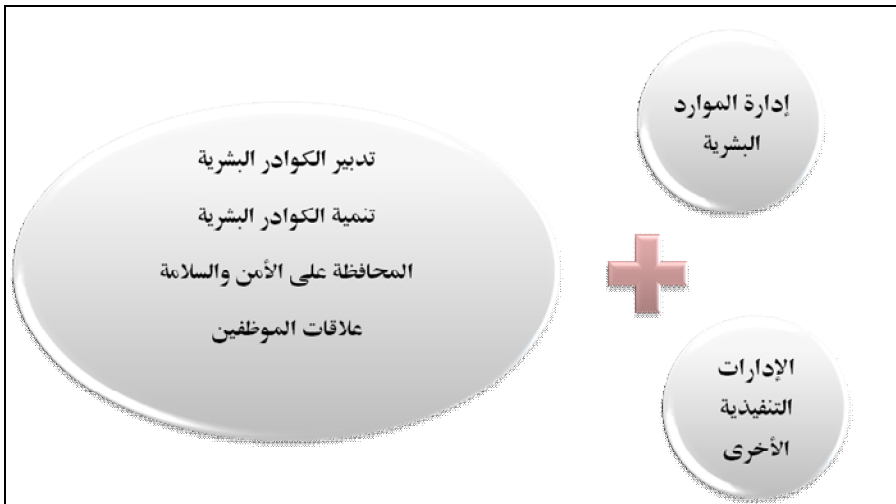 إدارة الموارد
البشرية
الإدارات
التنفيذية
الأخرى
تدبير الكوادر البشرية
تنمية الكوادر البشرية
المحافظة على الأمن والسلامة
علاقات الموظفين